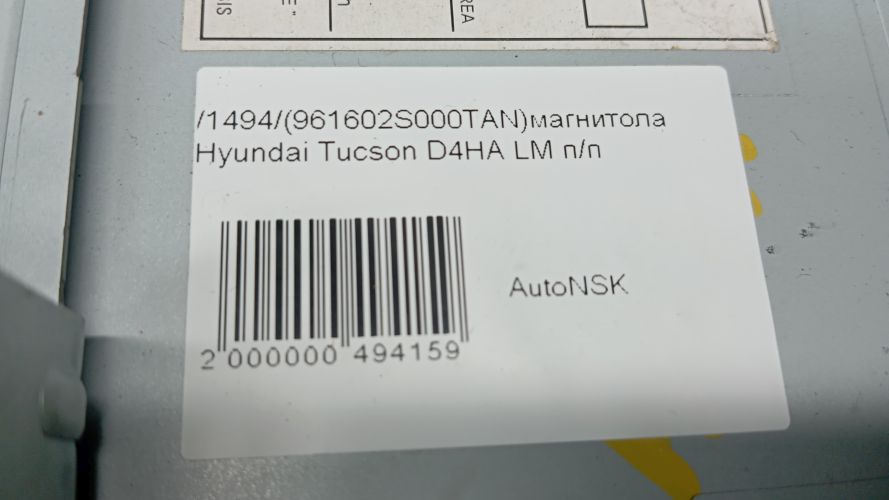 /1494/(961602S000TAN)магнитола
Hyundai Tucson D4HA LM п/п
AutoNSK
2 000000 494159